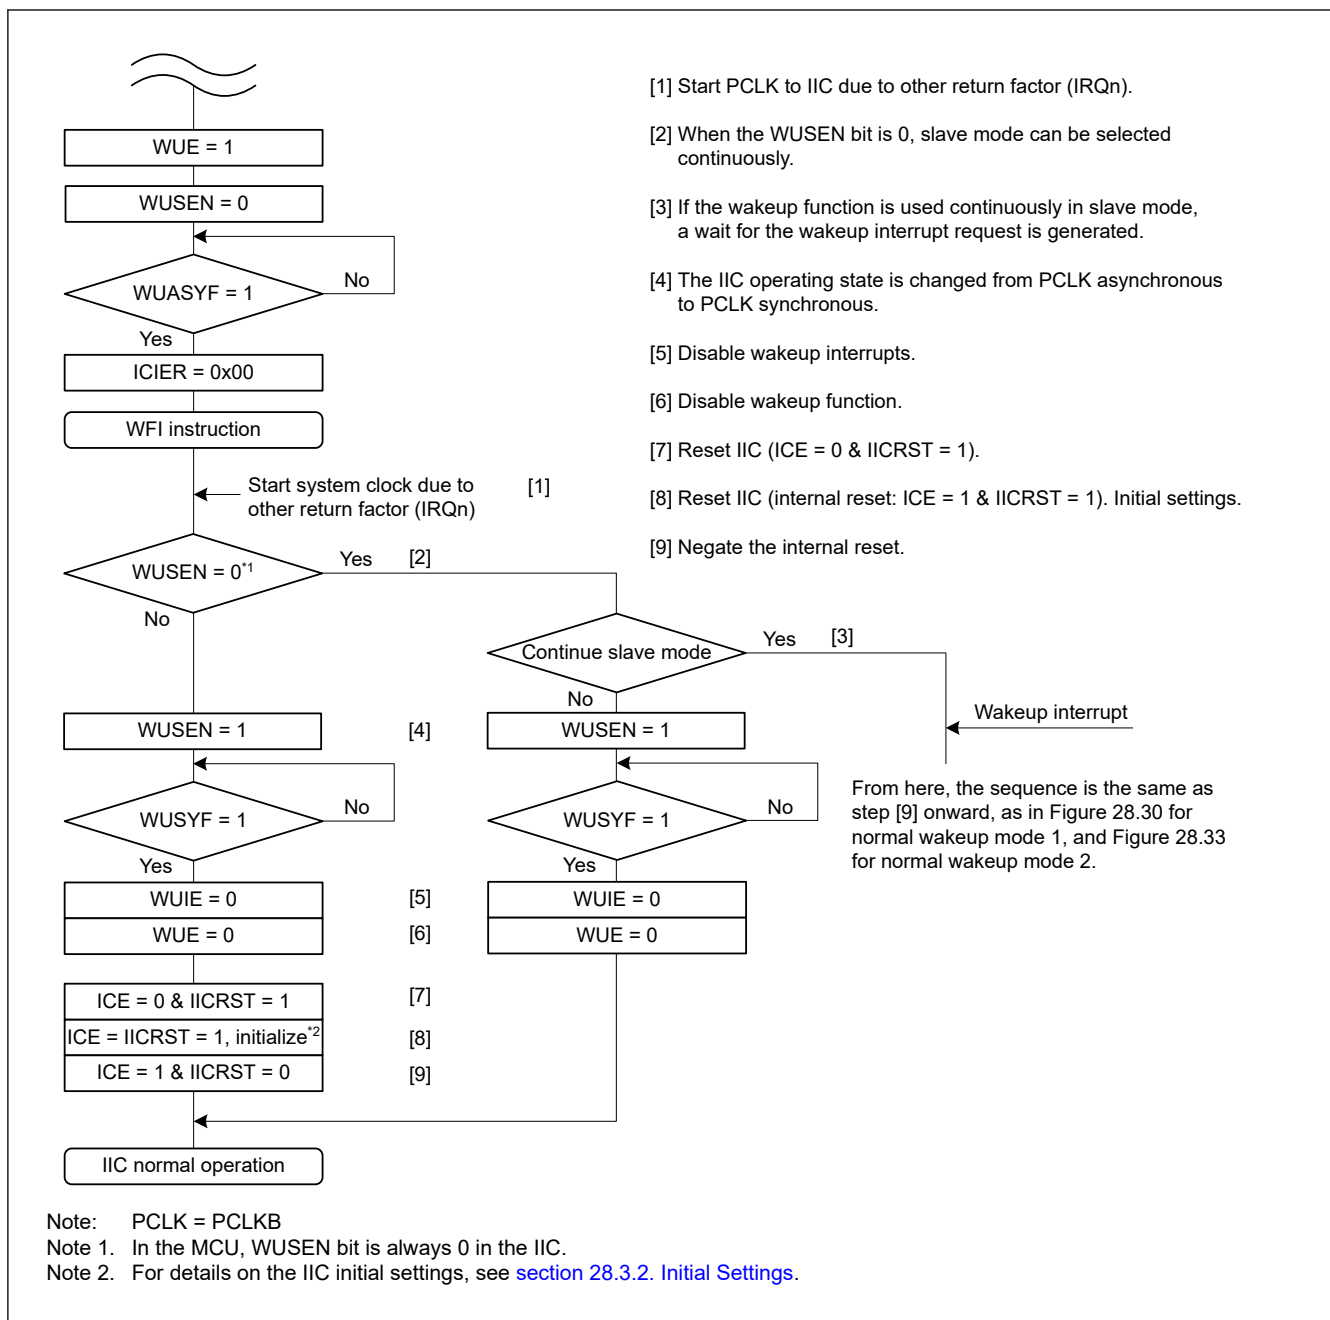 WUE = 1
WUSEN = 0
WUASYF = 1
No
Yes
ICIER = 0x00
WFI instruction
Start system clock due to
other return factor (IRQn)
[1]
WUSEN = 0*1
Yes
[2]
No
Continue slave mode
Yes
[3]
No
Wakeup interrupt
From here, the sequence is the same as
step [9] onward, as in Figure 28.30 for
normal wakeup mode 1, and Figure 28.33
for normal wakeup mode 2.
WUSEN = 1
[4]
WUSEN = 1
WUSYF = 1
No
WUSYF = 1
No
Yes
Yes
WUIE = 0
[5]
WUIE = 0
WUE = 0
[6]
WUE = 0
ICE = 0 & IICRST = 1
[7]
ICE = IICRST = 1, initialize*2
[8]
ICE = 1 & IICRST = 0
[9]
IIC normal operation
[1] Start PCLK to IIC due to other return factor (IRQn).
[2] When the WUSEN bit is 0, slave mode can be selected
continuously.
[3] If the wakeup function is used continuously in slave mode,
a wait for the wakeup interrupt request is generated.
[4] The IIC operating state is changed from PCLK asynchronous
to PCLK synchronous.
[5] Disable wakeup interrupts.
[6] Disable wakeup function.
[7] Reset IIC (ICE = 0 & IICRST = 1).
[8] Reset IIC (internal reset: ICE = 1 & IICRST = 1). Initial settings.
[9] Negate the internal reset.
Note: PCLK = PCLKB
Note 1. In the MCU, WUSEN bit is always 0 in the IIC.
Note 2. For details on the IIC initial settings, see section 28.3.2. Initial Settings.